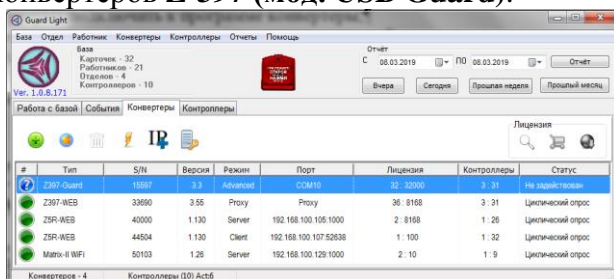 конвертеров Z-397 (мод. USB Guard).
Guard Light
База Отдел Работник Конвертеры Контроллеры Отчеты Помощь
База
Карточек - 32
Работников - 21
Отделов - 4
Контроллеров - 10
Ver. 1.0.8.171
Отчёт
С 08.03.2019 ПО 08.03.2019 Отчёт
Вчера Сегодня Прошлая неделя Прошлый месяц
Работа с базой События Конвертеры Контроллеры
Лицензия
IP
# Тип S/N Версия Режим Порт Лицензия Контроллеры Статус
Z397-Guard 15597 3.3 Advanced COM10 32 : 32000 3 : 31 Не задействован
Z397-WEB 33690 3.55 Proxy Proxy 36 : 8168 3 : 31 Циклический опрос
Z5R-WEB 40000 1.130 Server 192.168.100.105:1000 2 : 8168 1 : 26 Циклический опрос
Z5R-WEB 44504 1.130 Client 192.168.100.107:52638 1 : 100 1 : 32 Циклический опрос
Matrix-II WiFi 50103 1.26 Server 192.168.100.129:1000 2 : 10 1 : 9 Циклический опрос
Конвертеров - 4 Контроллеры (10) Act:6